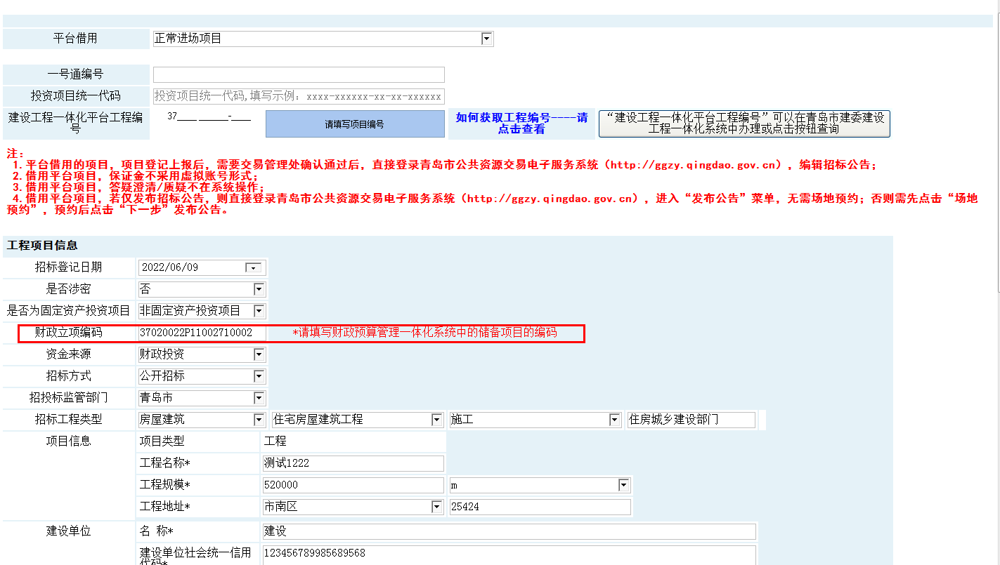 平台借用 正常进场项目
一号通编号
投资项目统一代码 投资项目统一代码,填写示例：xxxx-xxxxxx-xx-xx-xxxxxx
建设工程一体化平台工程编号 37____ ______-____ 请填写项目编号 如何获取工程编号----请点击查看 “建设工程一体化平台工程编号”可以在青岛市建委建设工程一体化系统中办理或点击按钮查询
注：
1.平台借用的项目，项目登记上报后，需要交易管理处确认通过后，直接登录青岛市公共资源交易电子服务系统（http://ggzy.qingdao.gov.cn），编辑招标公告；
2.借用平台项目，保证金不采用虚拟账号形式；
3.借用平台项目，答疑澄清/质疑不在系统操作；
4.借用平台项目，若仅发布招标公告，则直接登录青岛市公共资源交易电子服务系统（http://ggzy.qingdao.gov.cn），进入“发布公告”菜单，无需场地预约；否则需先点击“场地
预约”，预约后点击“下一步”发布公告。
工程项目信息
招标登记日期 2022/06/09
是否涉密 否
是否为固定资产投资项目 非固定资产投资项目
财政立项编码 37020022P11002710002 *请填写财政预算管理一体化系统中的储备项目的编码
资金来源 财政投资
招标方式 公开招标
招投标监管部门 青岛市
招标工程类型 房屋建筑 住宅房屋建筑工程 施工 住房城乡建设部门
项目信息 项目类型 工程
工程名称* 测试1222
工程规模* 520000 m
工程地址* 市南区 25424
建设单位 名 称* 建设
建设单位社会统一信用代码* 123456789985689568